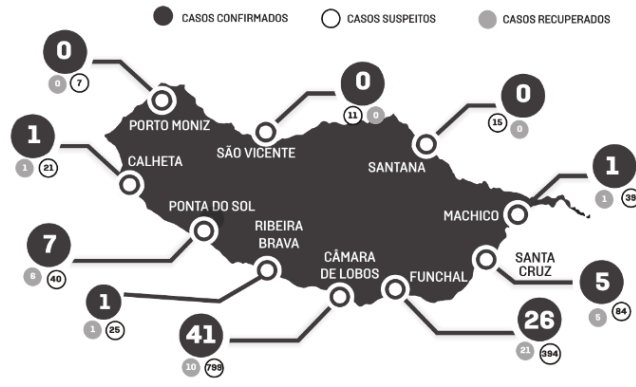 CASOS CONFIRMADOS
CASOS SUSPEITOS
CASOS RECUPERADOS
0
0
7
PORTO MONIZ
0
11
0
SÃO VICENTE
0
15
0
SANTANA
1
1
21
CALHETA
1
1
39
MACHICO
7
6
40
PONTA DO SOL
1
1
25
RIBEIRA
BRAVA
41
10
799
CÂMARA
DE LOBOS
26
21
394
FUNCHAL
5
5
84
SANTA
CRUZ